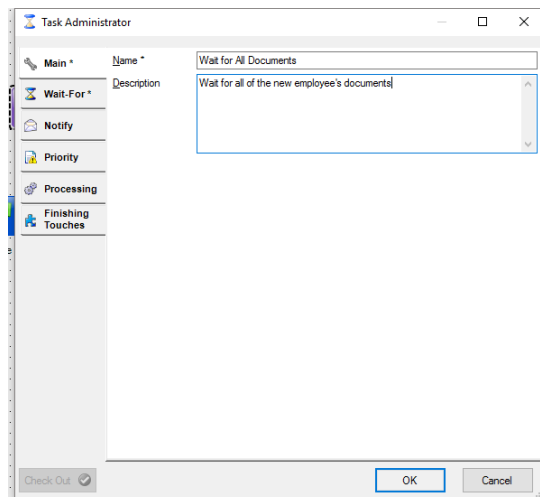 Task Administrator
Main *
Name *
Wait for All Documents
Description
Wait for all of the new employee's documents
Wait-For *
Notify
Priority
Processing
Finishing
Touches
Check Out
OK
Cancel